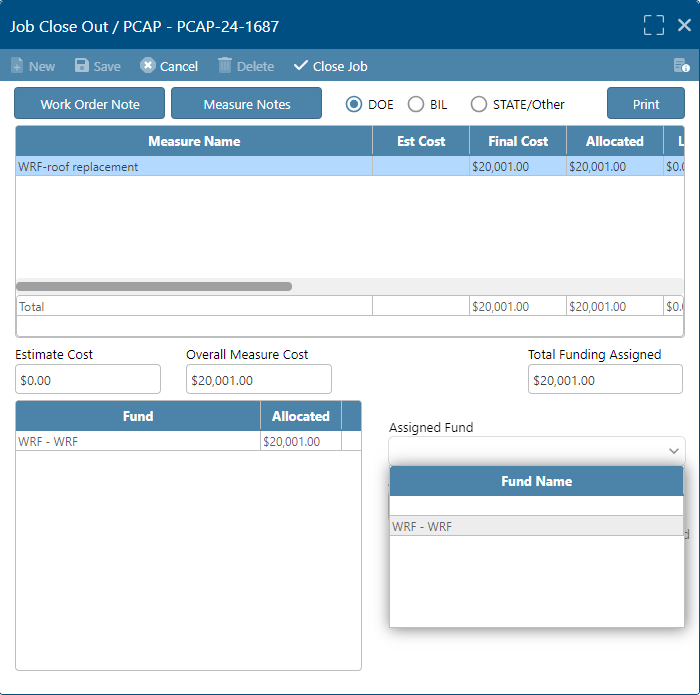 Job Close Out / PCAP - PCAP-24-1687
New Save Cancel Delete Close Job
Work Order Note Measure Notes DOE BIL STATE/Other Print
Measure Name Est Cost Final Cost Allocated L
WRF-roof replacement $20,001.00 $20,001.00 $0.0
Total $20,001.00 $20,001.00 $0.0
Estimate Cost Overall Measure Cost Total Funding Assigned
$0.00 $20,001.00 $20,001.00
Fund Allocated
WRF - WRF $20,001.00
Assigned Fund
Fund Name
WRF - WRF